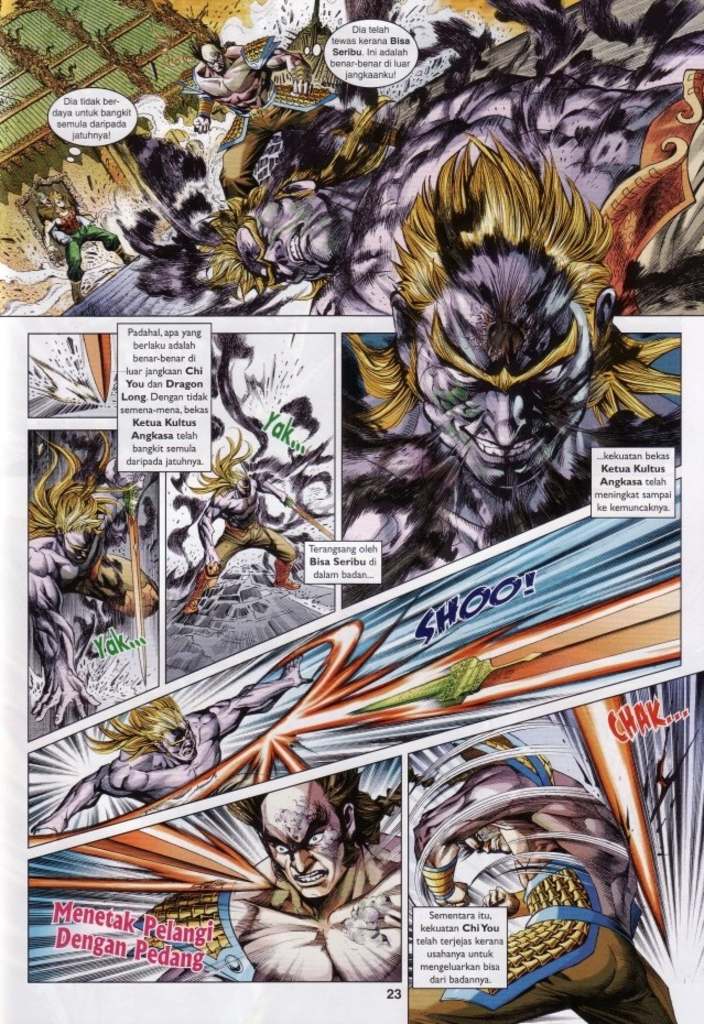 Dia telah
tewas kerana Bisa
Seribu. Ini adalah
benar-benar di luar
jangkaanku!
Dia tidak ber-
daya untuk bangkit
semula daripada
jatuhnya!
Padahal, apa yang
berlaku adalah
benar-benar di
luar jangkaan Chi
You dan Dragon
Long. Dengan tidak
semena-mena, bekas
Ketua Kultus
Angkasa telah
bangkit semula
daripada jatuhnya.
Yak...
Yak...
Terangsang oleh
Bisa Seribu di
dalam badan...
...kekuatan bekas
Ketua Kultus
Angkasa telah
meningkat sampai
ke kemuncaknya.
SHOO!
CHAK...
Menetak Pelangi
Dengan Pedang
Sementara itu,
kekuatan Chi You
telah terjejas kerana
usahanya untuk
mengeluarkan bisa
dari badannya.
23